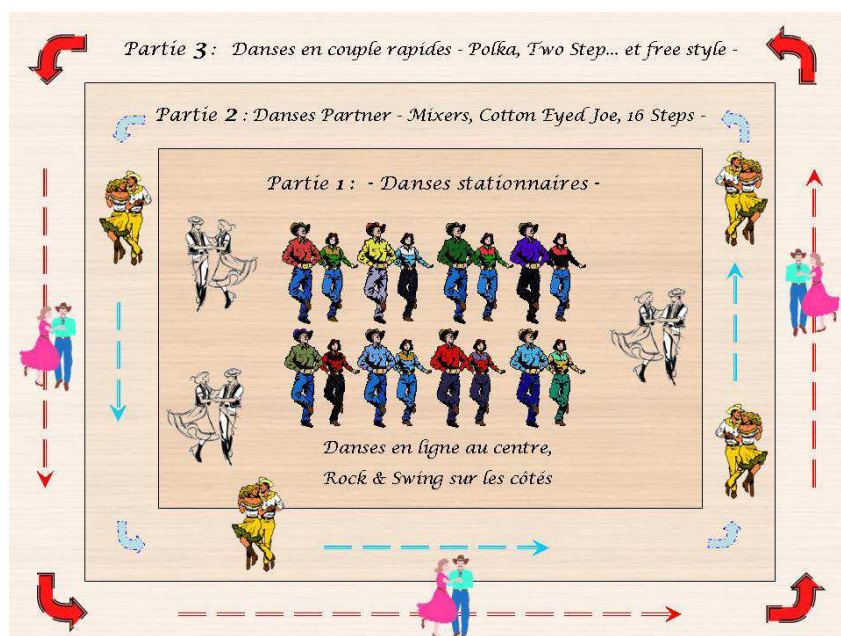 Partie 3 : Danses en couple rapides - Polka, Two Step... et free style -
Partie 2 : Danses Partner - Mixers, Cotton Eyed Joe, 16 Steps -
Partie 1 : - Danses stationnaires -
Danses en ligne au centre,
Rock & Swing sur les côtés